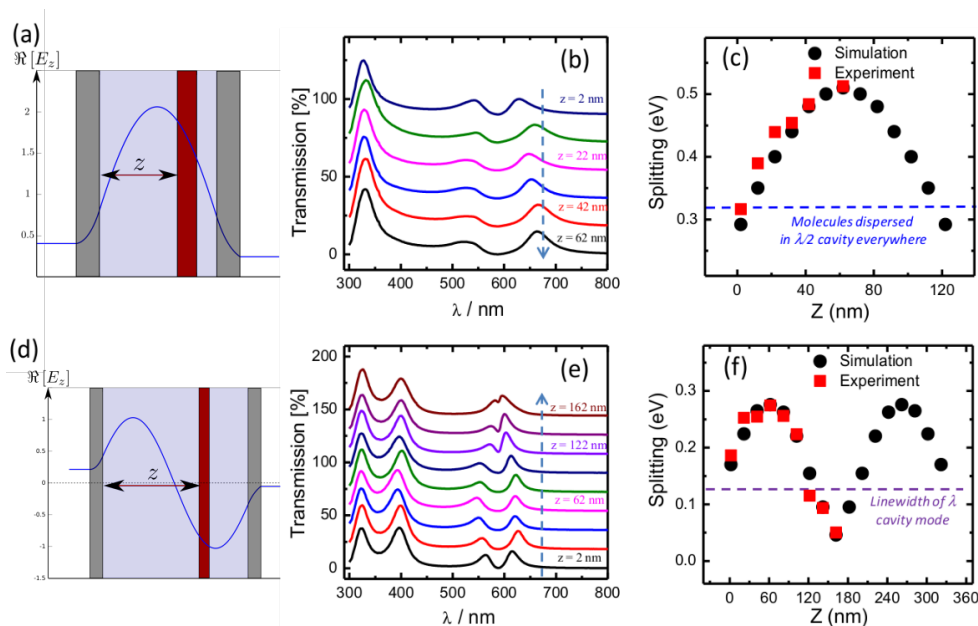 (a)
ℜ[E_z]
2
1.5
1
0.5
z
(b)
Transmission [%]
100
50
0
z = 2 nm
z = 22 nm
z = 42 nm
z = 62 nm
300 400 500 600 700 800
λ / nm
(c)
Simulation
Experiment
Splitting (eV)
0.5
0.4
0.3
Molecules dispersed
in λ/2 cavity everywhere
0 40 80 120
Z (nm)
(d)
ℜ[E_z]
1
0.5
0
-0.5
-1
-1.5
z
(e)
Transmission [%]
200
150
100
50
0
z = 162 nm
z = 122 nm
z = 62 nm
z = 2 nm
300 400 500 600 700 800
λ / nm
(f)
Simulation
Experiment
Splitting (eV)
0.3
0.2
0.1
0.0
Linewidth of λ
cavity mode
0 60 120 180 240 300 360
Z (nm)